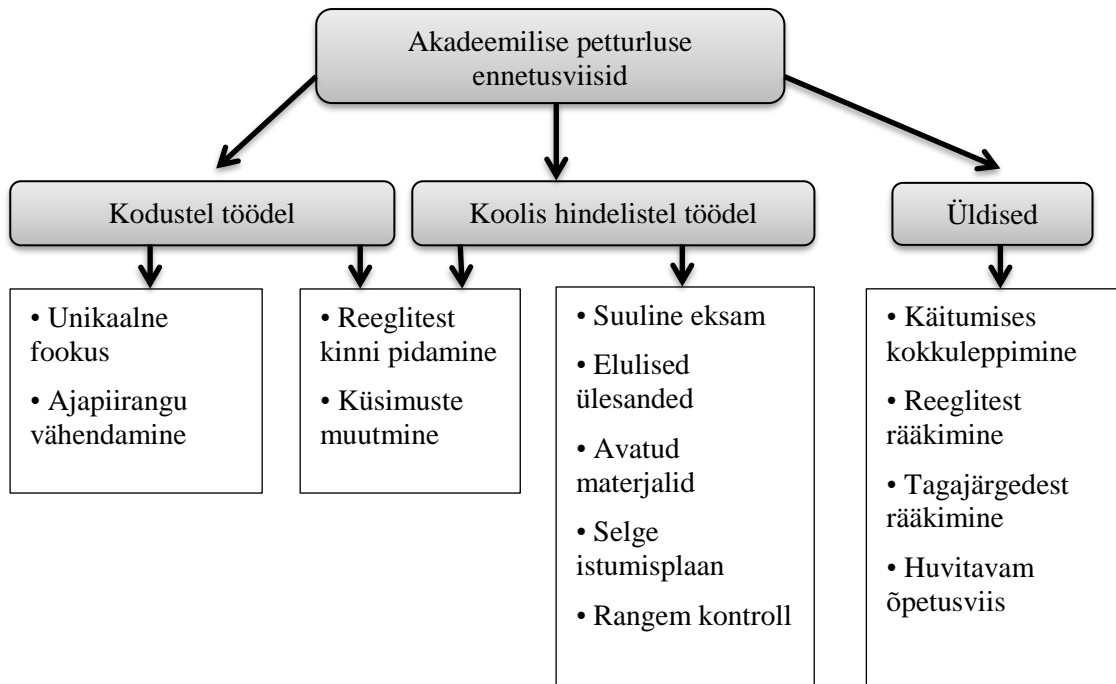 Akadeemilise petturluse
ennetusviisid
Kodustel töödel
Koolis hindelistel töödel
Üldised
• Unikaalne
fookus
• Ajapiirangu
vähendamine
• Reeglitest
kinni pidamine
• Küsimuste
muutmine
• Suuline eksam
• Elulised
ülesanded
• Avatud
materjalid
• Selge
istumisplaan
• Rangem kontroll
• Käitumises
kokkuleppimine
• Reeglitest
rääkimine
• Tagajärgedest
rääkimine
• Huvitavam
õpetusviis